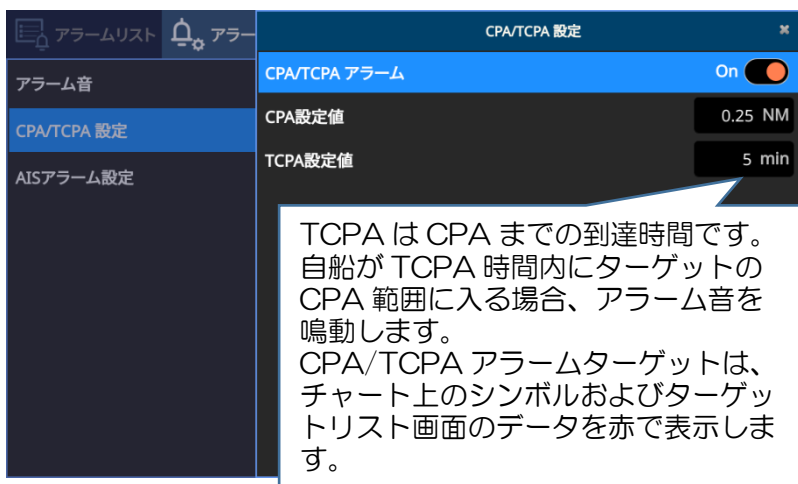 アラームリスト
アラー
CPA/TCPA 設定
アラーム音
CPA/TCPA 設定
AISアラーム設定
CPA/TCPA アラーム
On
CPA設定値
0.25 NM
TCPA設定値
5 min
TCPA は CPA までの到達時間です。
自船が TCPA 時間内にターゲットの
CPA 範囲に入る場合、アラーム音を
鳴動します。
CPA/TCPA アラームターゲットは、
チャート上のシンボルおよびターゲッ
トリスト画面のデータを赤で表示しま
す。